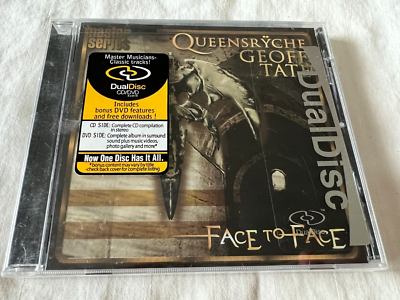 QUEENSRŸCHE
GEOFF
TAT
Master Musicians-
Classic tracks!
DualDisc
CD/DVD
Includes
bonus DVD features
and free downloads!
CD SIDE: Complete CD compilation
in stereo
DVD SIDE: Complete album in surround
sound plus music videos,
photo gallery and more*
Now One Disc Has It All.
*bonus content may vary by title
-check back cover for complete listing
DualDisc
FACE TO FACE